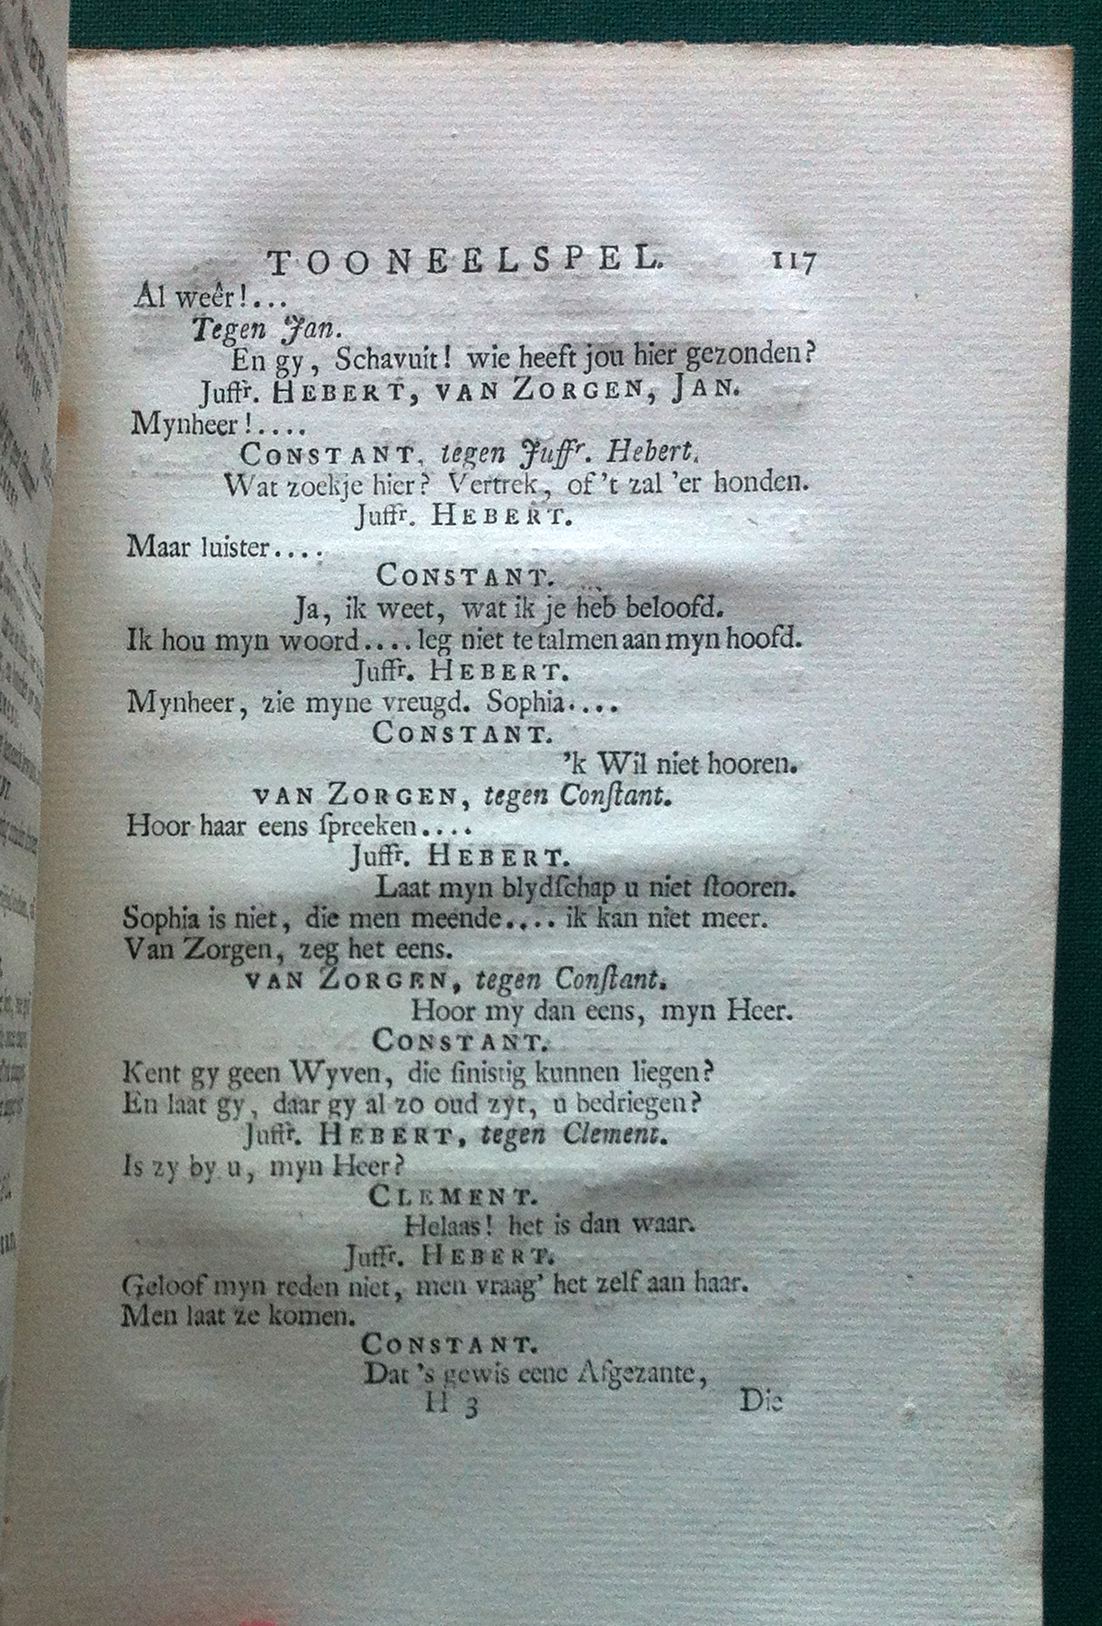 TOONEELSPEL. 117
Al weêr!...
Tegen Jan.
En gy, Schavuit! wie heeft jou hier gezonden?
Juffr. HEBERT, VAN ZORGEN, JAN.
Mynheer!....
CONSTANT, tegen Juffr. Hebert.
Wat zoekje hier? Vertrek, of 't zal 'er honden.
Juffr. HEBERT.
Maar luister....
CONSTANT.
Ja, ik weet, wat ik je heb beloofd.
Ik hou myn woord.... leg niet te talmen aan myn hoofd.
Juffr. HEBERT.
Mynheer, zie myne vreugd. Sophia....
CONSTANT.
'k Wil niet hooren.
VAN ZORGEN, tegen Conſtant.
Hoor haar eens ſpreeken....
Juffr. HEBERT.
Laat myn blydſchap u niet ſtooren.
Sophia is niet, die men meende.... ik kan niet meer.
Van Zorgen, zeg het eens.
VAN ZORGEN, tegen Conſtant.
Hoor my dan eens, myn Heer.
CONSTANT.
Kent gy geen Wyven, die ſinistig kunnen liegen?
En laat gy, daar gy al zo oud zyt, u bedriegen?
Juffr. HEBERT, tegen Clement.
Is zy by u, myn Heer?
CLEMENT.
Helaas! het is dan waar.
Juffr. HEBERT.
Geloof myn reden niet, men vraag' het zelf aan haar.
Men laat ze komen.
CONSTANT.
Dat 's gewis eene Afgezante,
H 3 Die